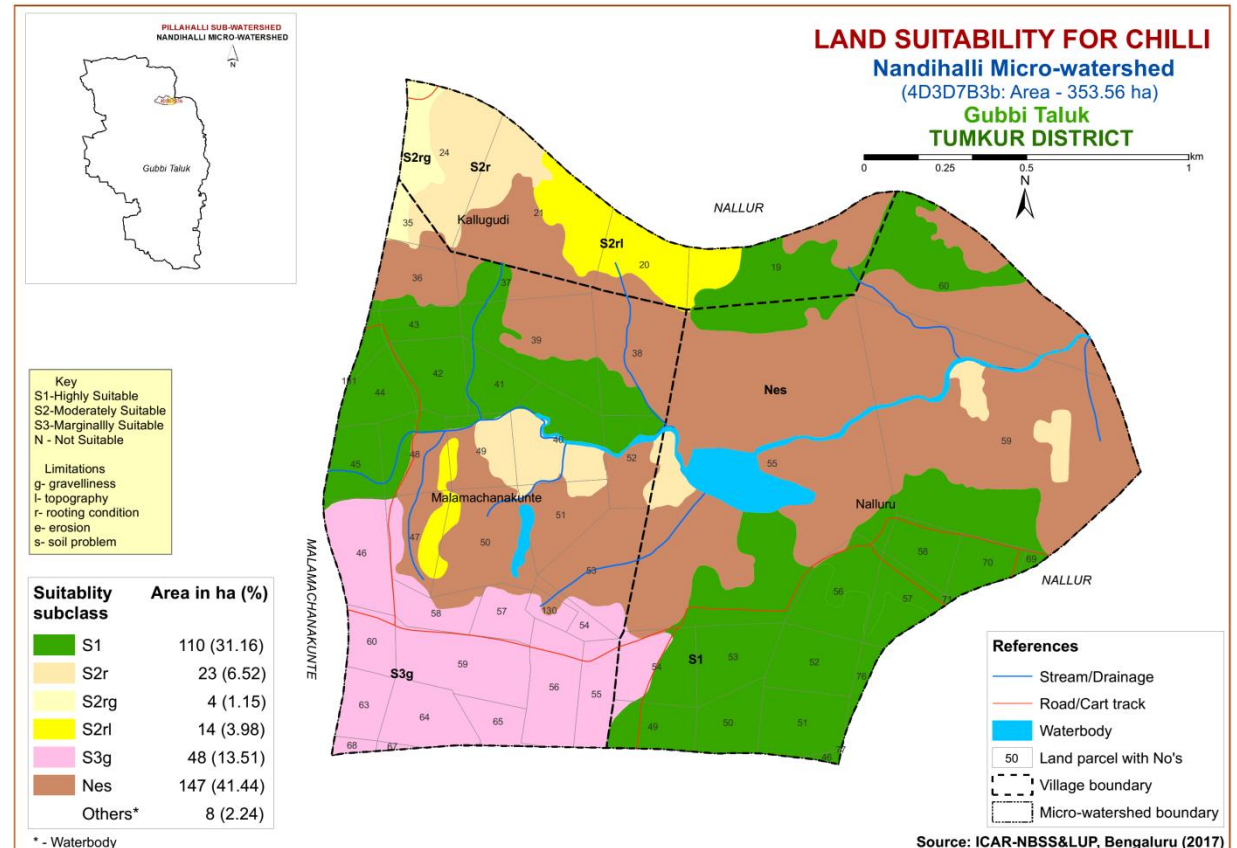 PILLAHALLI SUB-WATERSHED
NANDIHALLI MICRO-WATERSHED
N
Gubbi Taluk
LAND SUITABILITY FOR CHILLI
Nandihalli Micro-watershed
(4D3D7B3b: Area - 353.56 ha)
Gubbi Taluk
TUMKUR DISTRICT
km
0 0.25 0.5 1
N
S2rg
24
S2r
35
Kallugudi
21
NALLUR
S2rl
20
19
60
36
37
43
39
38
42
41
44
Nes
45
48
49
40
52
55
59
Malamachanakunte
51
Nalluru
47
50
46
53
58
70
69
NALLUR
MALAMACHANAKUNTE
58
57
130
54
56
57
71
60
59
S3g
54
S1
53
52
76
56
55
63
64
65
49
50
51
68
67
46
77
Key
S1-Highly Suitable
S2-Moderately Suitable
S3-Marginallly Suitable
N - Not Suitable
Limitations
g- gravelliness
l- topography
r- rooting condition
e- erosion
s- soil problem
Suitablity subclass Area in ha (%)
S1 110 (31.16)
S2r 23 (6.52)
S2rg 4 (1.15)
S2rl 14 (3.98)
S3g 48 (13.51)
Nes 147 (41.44)
Others* 8 (2.24)
* - Waterbody
References
Stream/Drainage
Road/Cart track
Waterbody
50 Land parcel with No's
Village boundary
Micro-watershed boundary
Source: ICAR-NBSS&LUP, Bengaluru (2017)